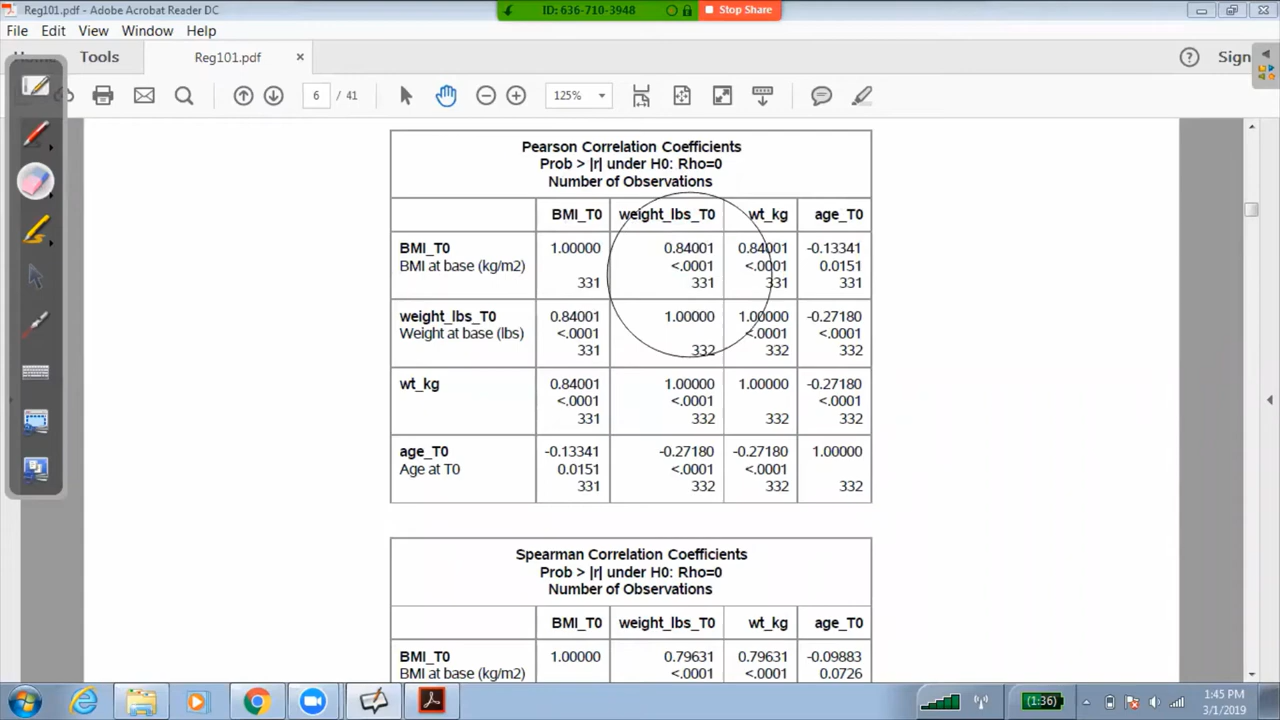 Reg101.pdf - Adobe Acrobat Reader DC
ID: 636-710-3948
Stop Share
File Edit View Window Help
Tools
Reg101.pdf
×
Sign
6 / 41
125%
Pearson Correlation Coefficients
Prob > |r| under H0: Rho=0
Number of Observations
BMI_T0 weight_lbs_T0 wt_kg age_T0
BMI_T0 1.00000 0.84001 0.84001 -0.13341
BMI at base (kg/m2) <.0001 <.0001 0.0151
331 331 331 331
weight_lbs_T0 0.84001 1.00000 1.00000 -0.27180
Weight at base (lbs) <.0001 <.0001 <.0001
331 332 332 332
wt_kg 0.84001 1.00000 1.00000 -0.27180
<.0001 <.0001 <.0001
331 332 332 332
age_T0 -0.13341 -0.27180 -0.27180 1.00000
Age at T0 0.0151 <.0001 <.0001
331 332 332 332
Spearman Correlation Coefficients
Prob > |r| under H0: Rho=0
Number of Observations
BMI_T0 weight_lbs_T0 wt_kg age_T0
BMI_T0 1.00000 0.79631 0.79631 -0.09883
BMI at base (kg/m2) <.0001 <.0001 0.0726
(1:36)
1:45 PM
3/1/2019